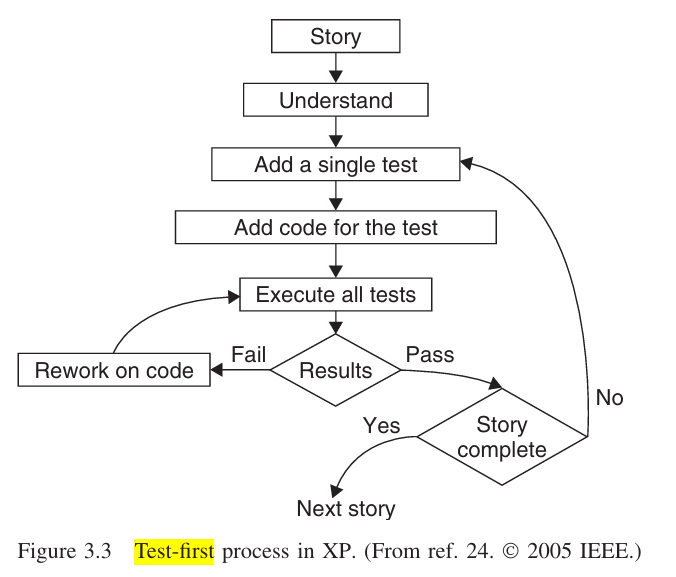 Story
Understand
Add a single test
Add code for the test
Execute all tests
Fail
Results
Pass
Rework on code
No
Yes
Story
complete
Next story
Figure 3.3 Test-first process in XP. (From ref. 24. © 2005 IEEE.)